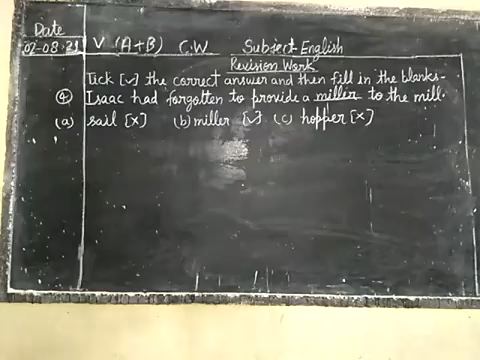 Date
02-08-21 V (A+B) C.W Subject-English
Revision Work
Tick [✓] the correct answer and then fill in the blanks-
④ Isaac had forgotten to provide a miller to the mill.
(a) sail [x] (b) miller [✓] (c) hopper [x]